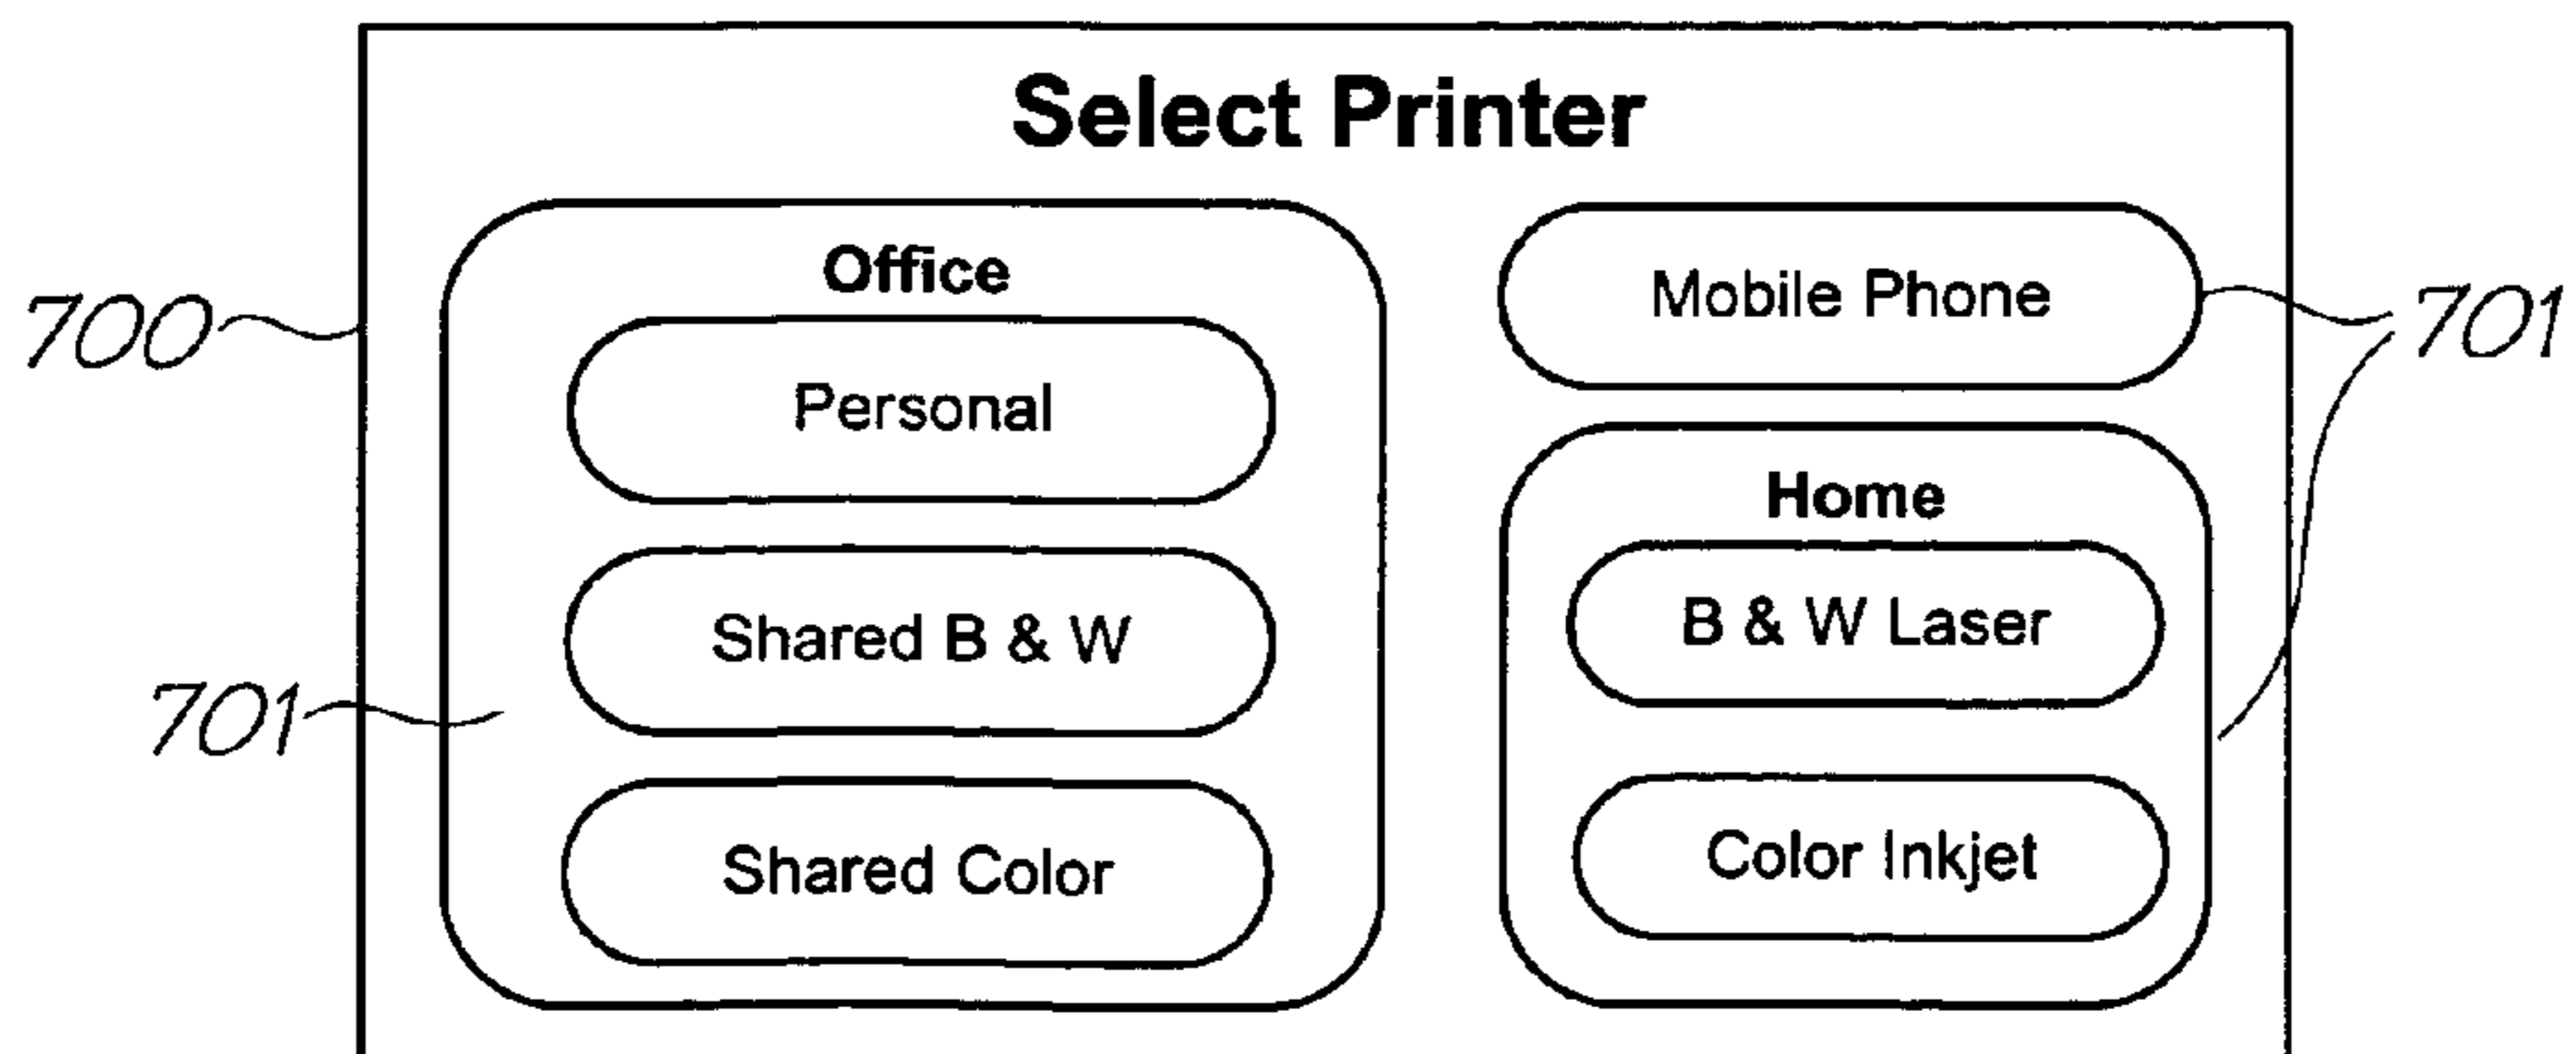 Select Printer
Office
Mobile Phone
700
701
Personal
Home
Shared B & W
B & W Laser
701
Shared Color
Color Inkjet